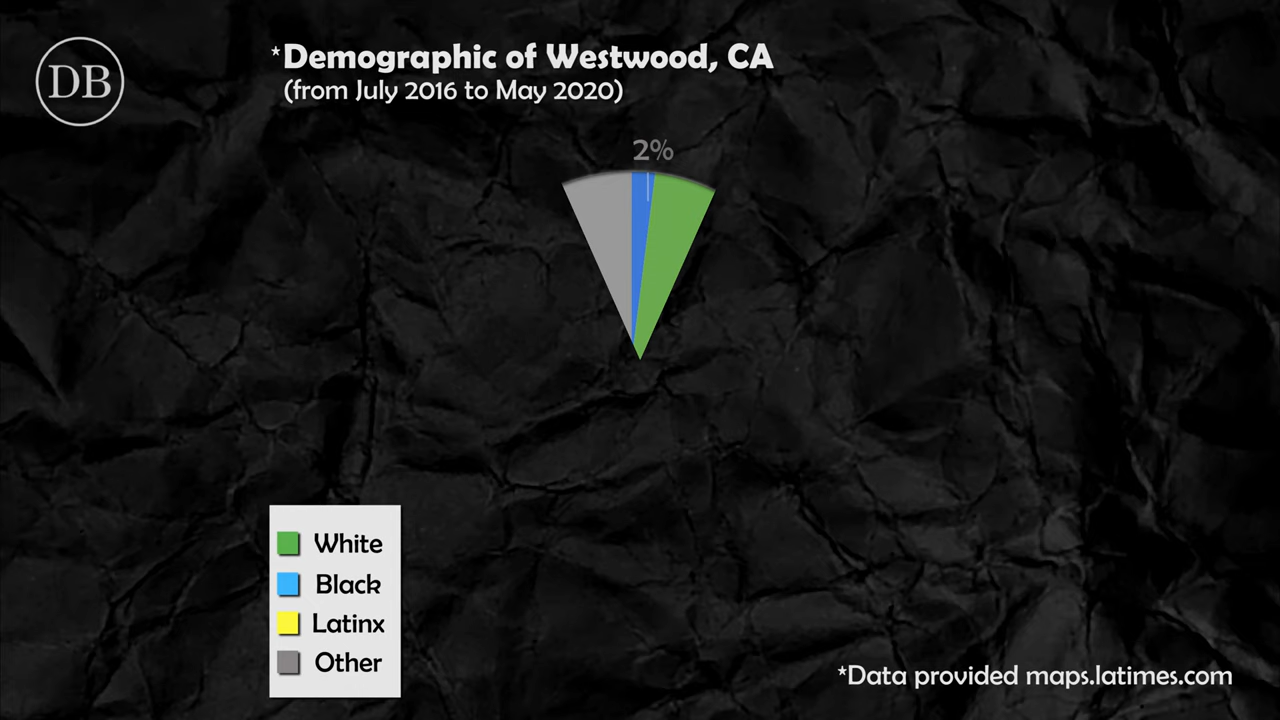 DB
*Demographic of Westwood, CA
(from July 2016 to May 2020)
2%
White
Black
Latinx
Other
*Data provided maps.latimes.com